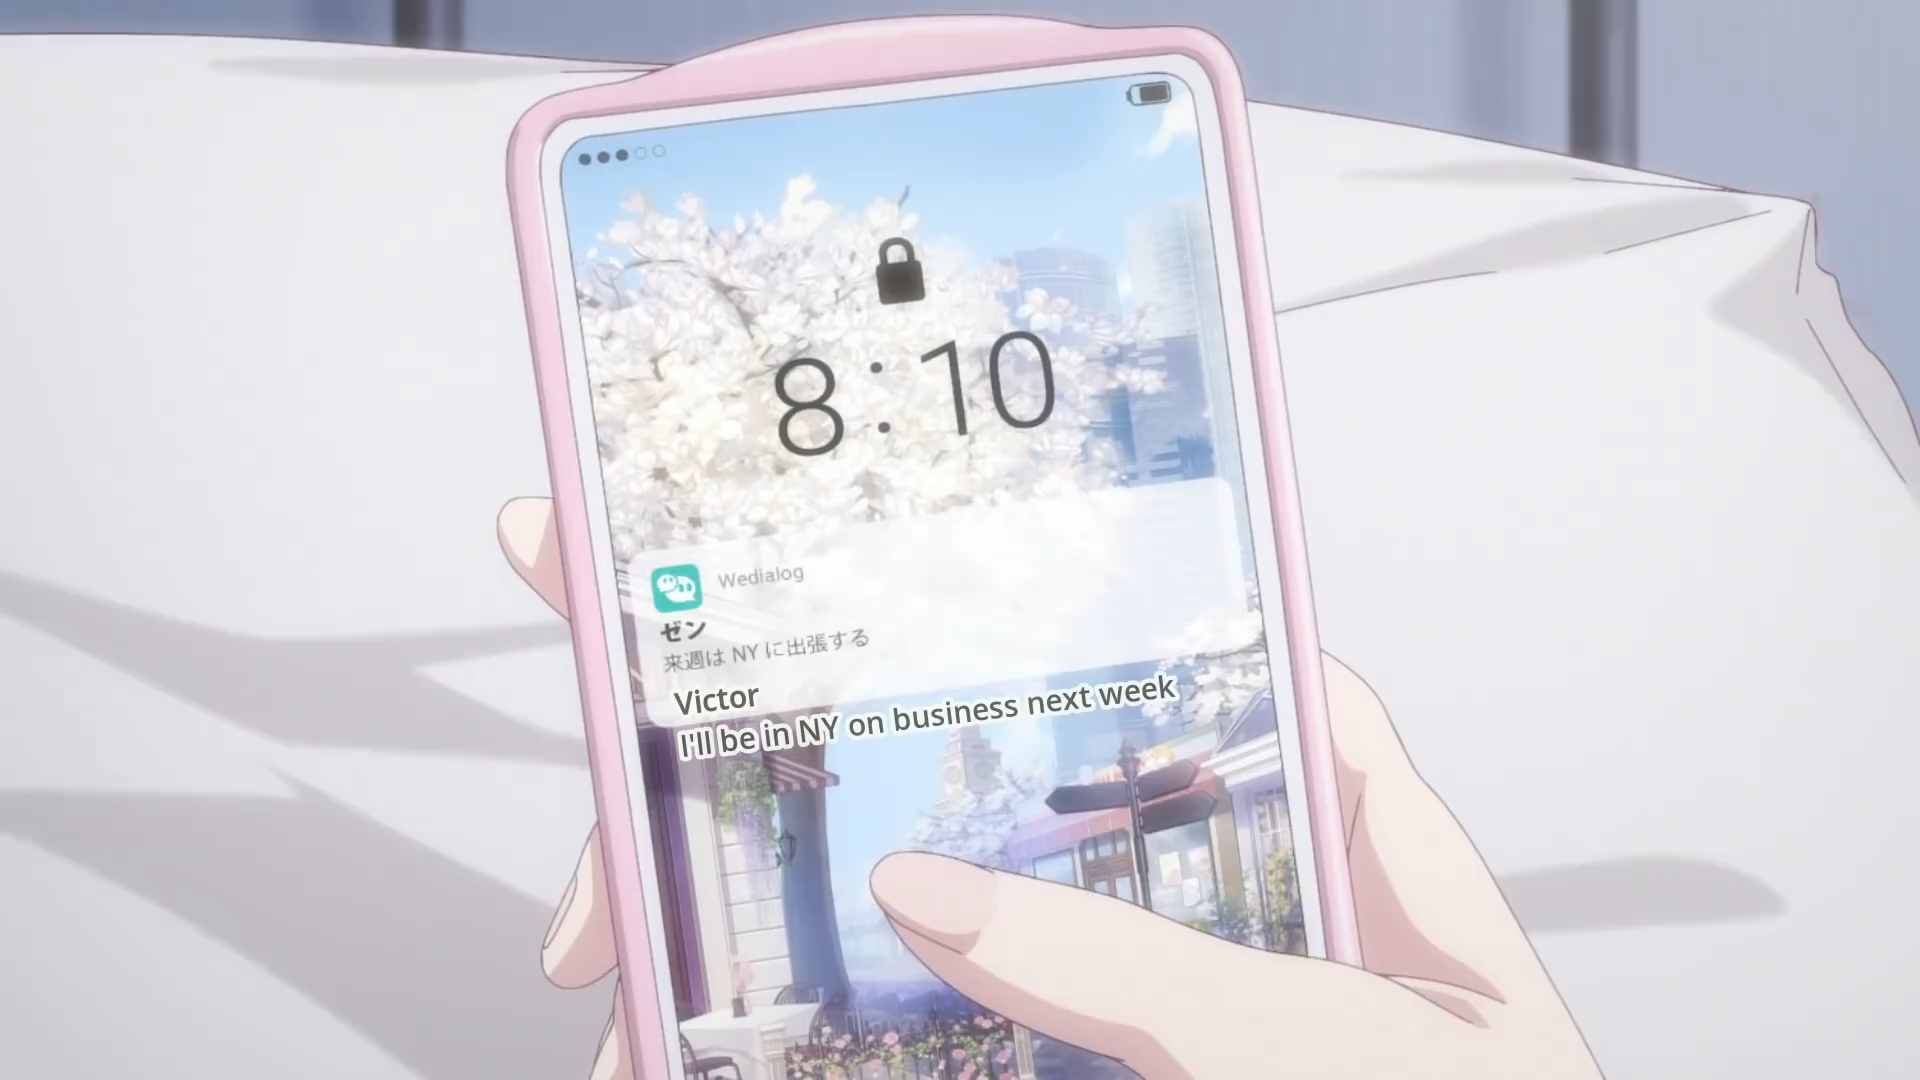 8:10
Wedialog
ゼン
来週は NY に出張する
Victor
I'll be in NY on business next week